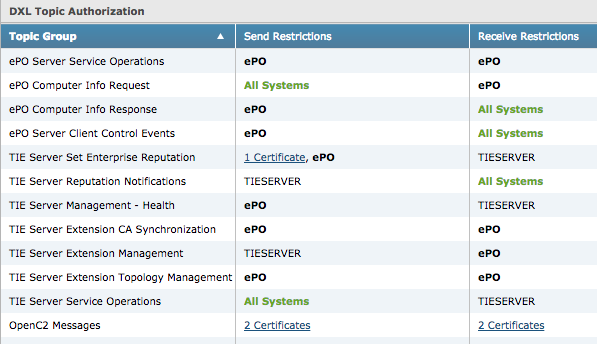 DXL Topic Authorization
Topic Group ▲ Send Restrictions Receive Restrictions
ePO Server Service Operations ePO ePO
ePO Computer Info Request All Systems ePO
ePO Computer Info Response ePO All Systems
ePO Server Client Control Events ePO All Systems
TIE Server Set Enterprise Reputation 1 Certificate, ePO TIESERVER
TIE Server Reputation Notifications TIESERVER All Systems
TIE Server Management - Health ePO TIESERVER
TIE Server Extension CA Synchronization ePO ePO
TIE Server Extension Management TIESERVER ePO
TIE Server Extension Topology Management ePO ePO
TIE Server Service Operations All Systems TIESERVER
OpenC2 Messages 2 Certificates 2 Certificates